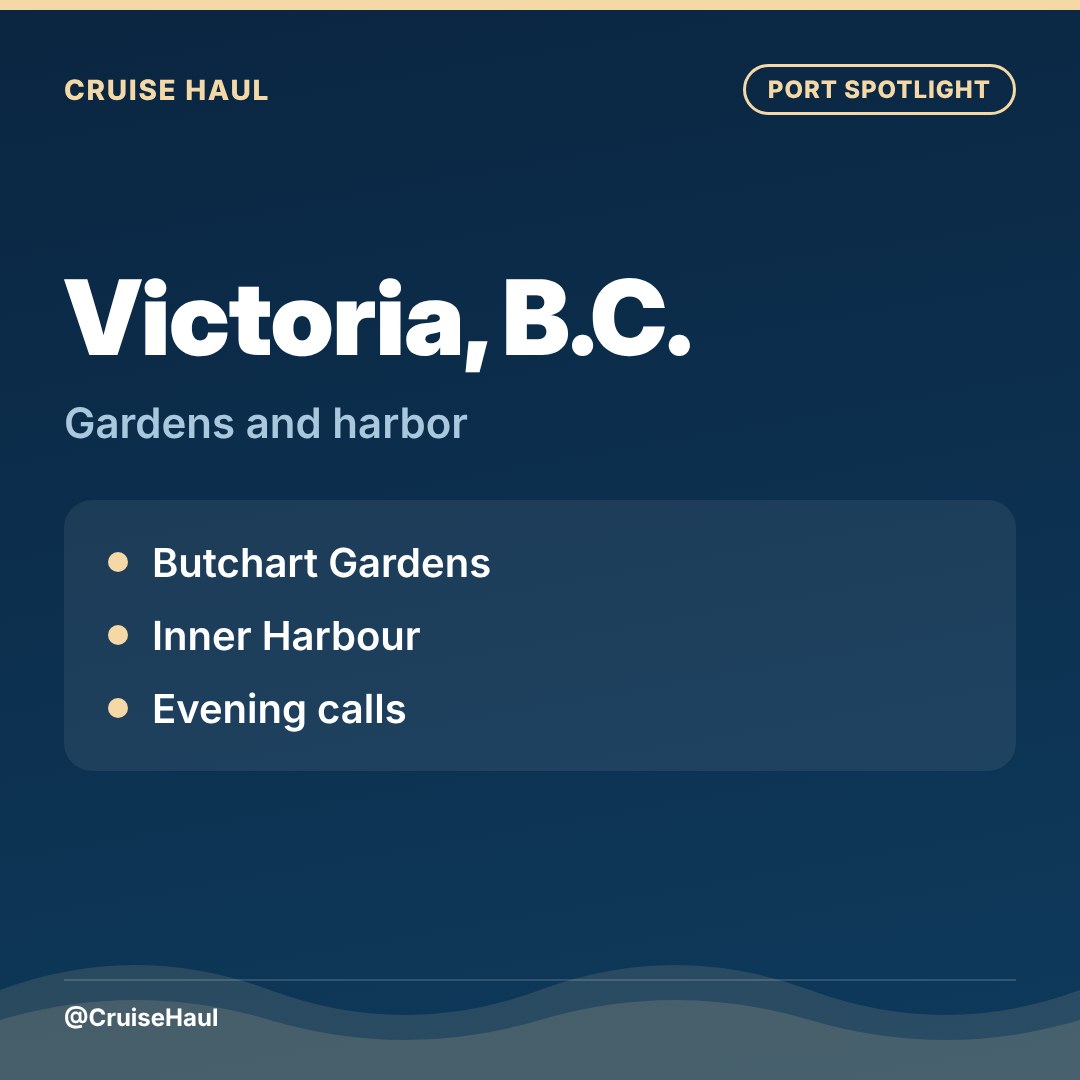 CRUISE HAUL
PORT SPOTLIGHT
Victoria, B.C.
Gardens and harbor
Butchart Gardens
Inner Harbour
Evening calls
@CruiseHaul